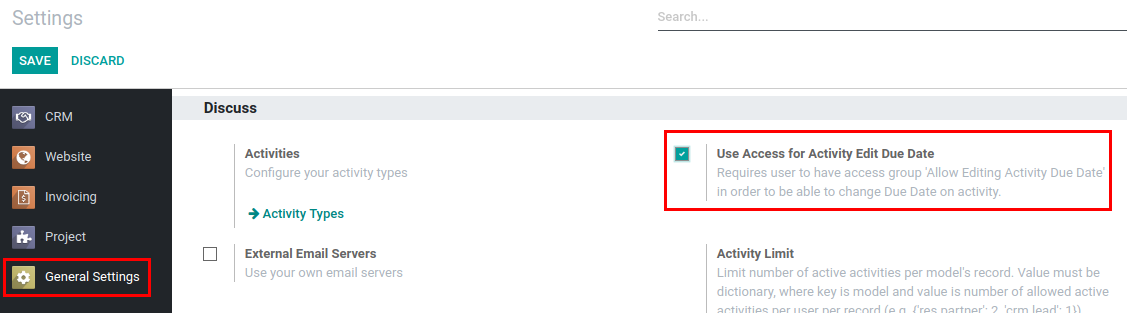 Settings
Search...
SAVE DISCARD
CRM
Website
Invoicing
Project
General Settings
Discuss
Activities
Configure your activity types
Activity Types
Use Access for Activity Edit Due Date
Requires user to have access group 'Allow Editing Activity Due Date'
in order to be able to change Due Date on activity.
External Email Servers
Use your own email servers
Activity Limit
Limit number of active activities per model's record. Value must be
dictionary, where key is model and value is number of allowed active
activities per user per record (e.g. {'res.partner': 2, 'crm.lead': 1})